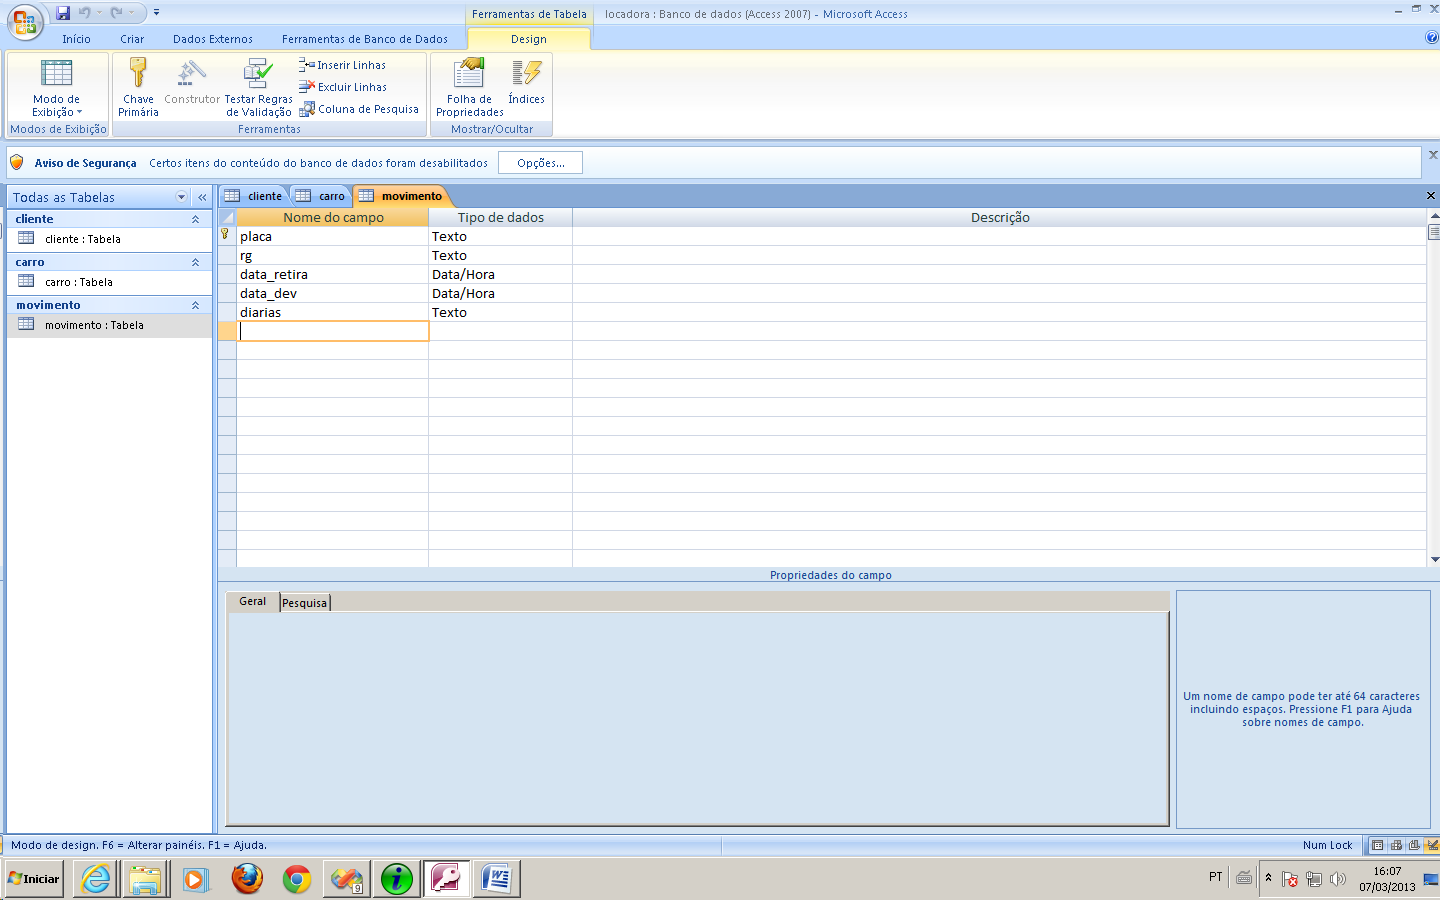 Ferramentas de Tabela
locadora : Banco de dados (Access 2007) - Microsoft Access
Início
Criar
Dados Externos
Ferramentas de Banco de Dados
Design
Modo de Exibição
Chave Primária
Construtor
Testar Regras de Validação
Inserir Linhas
Excluir Linhas
Coluna de Pesquisa
Folha de Propriedades
Índices
Modos de Exibição
Ferramentas
Mostrar/Ocultar
Aviso de Segurança
Certos itens do conteúdo do banco de dados foram desabilitados
Opções...
Todas as Tabelas
cliente
cliente : Tabela
carro
carro : Tabela
movimento
movimento : Tabela
cliente
carro
movimento
Nome do campo
Tipo de dados
Descrição
placa
Texto
rg
Texto
data_retira
Data/Hora
data_dev
Data/Hora
diarias
Texto
Propriedades do campo
Geral
Pesquisa
Um nome de campo pode ter até 64 caracteres
incluindo espaços. Pressione F1 para Ajuda
sobre nomes de campo.
Modo de design. F6 = Alterar painéis. F1 = Ajuda.
Num Lock
Iniciar
9
PT
16:07
07/03/2013